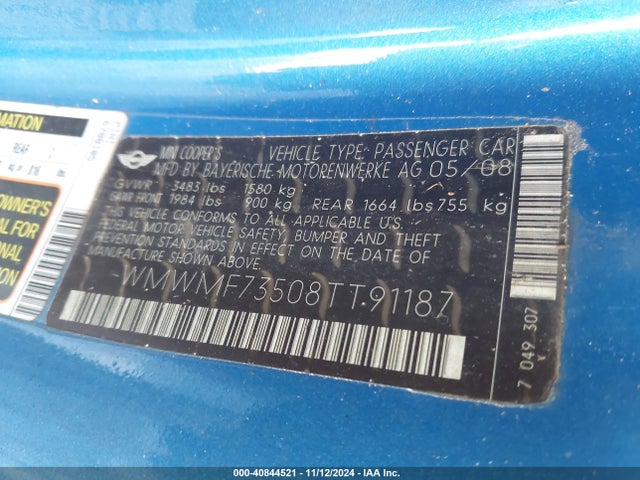 MATION
REAR
OWNER'S
AL FOR
ONAL
ATION
MINI COOPER'S VEHICLE TYPE: PASSENGER CAR
MFD BY BAYERISCHE MOTORENWERKE AG 05/08
GVWR 3483 lbs 1580 kg
GAWR FRONT 1984 lbs 900 kg REAR 1664 lbs 755 kg
THIS VEHICLE CONFORMS TO ALL APPLICABLE U.S.
FEDERAL MOTOR VEHICLE SAFETY, BUMPER AND THEFT
PREVENTION STANDARDS IN EFFECT ON THE DATE OF
MANUFACTURE SHOWN ABOVE.
WMWMF73508TT91187
7 049 307
000-40844521 - 11/12/2024 - IAA Inc.